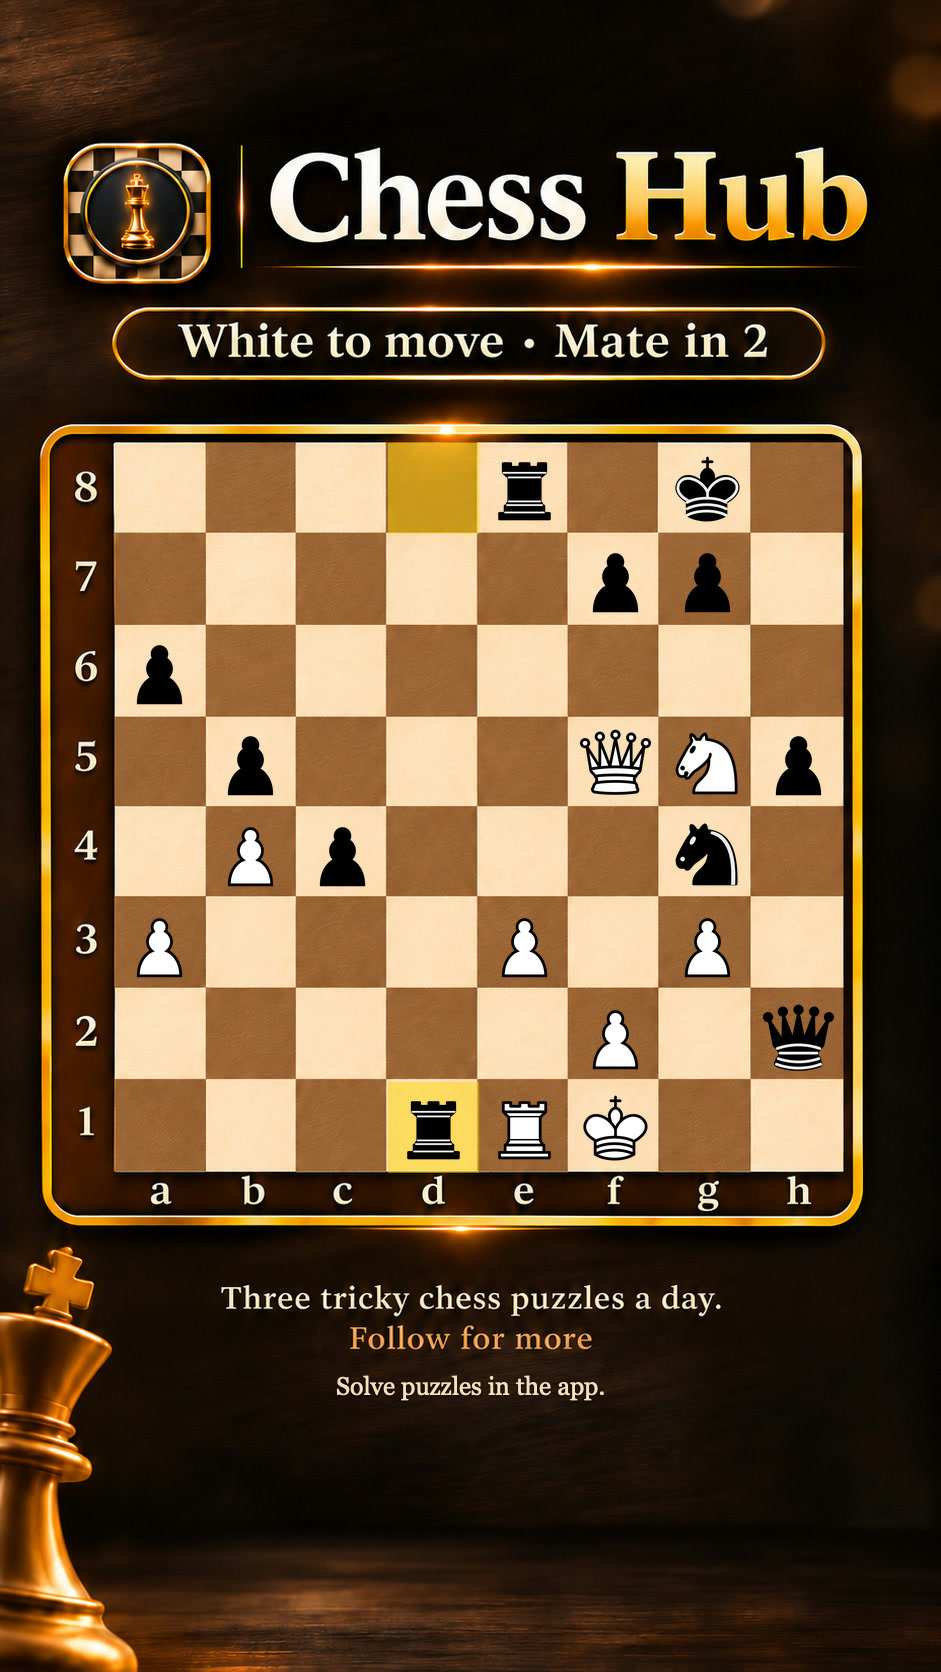 Chess Hub
White to move • Mate in 2
8
7
6
5
4
3
2
1
a b c d e f g h
Three tricky chess puzzles a day.
Follow for more
Solve puzzles in the app.